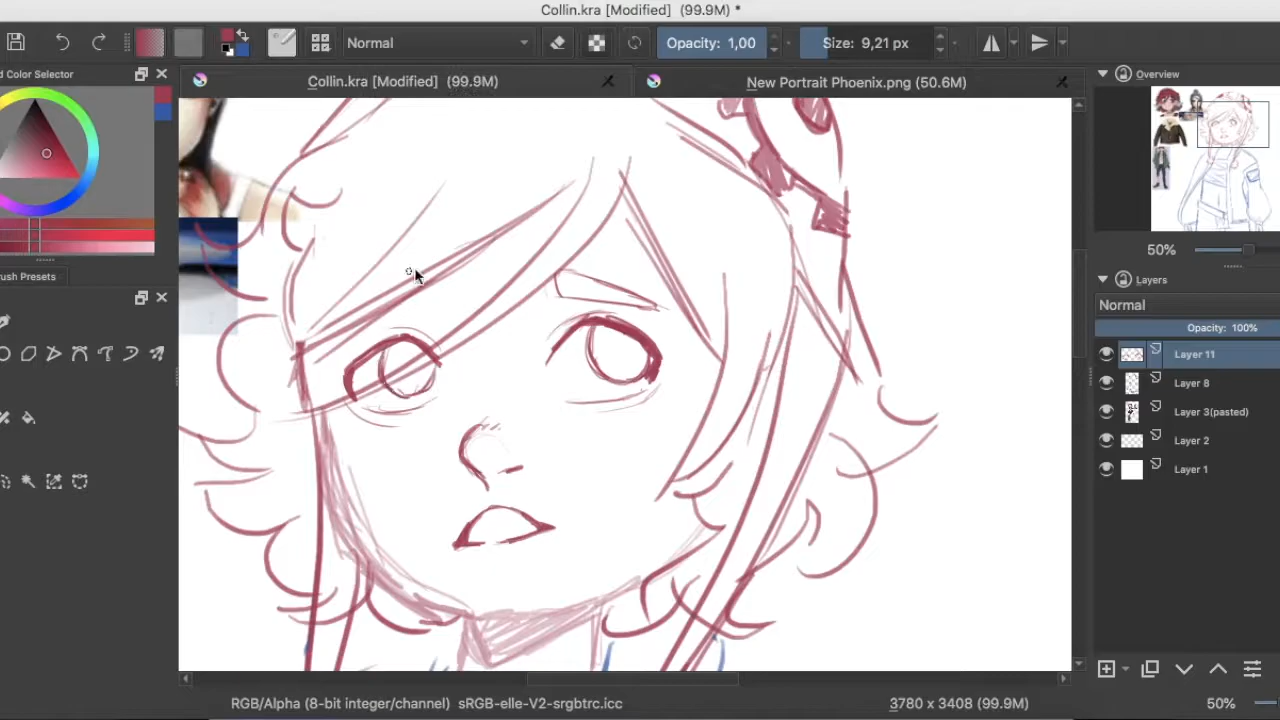 Collin.kra [Modified] (99.9M) *
Normal
Opacity: 1,00
Size: 9,21 px
d Color Selector
Collin.kra [Modified] (99.9M)
New Portrait Phoenix.png (50.6M)
Overview
50%
Layers
Normal
Opacity: 100%
Layer 11
Layer 8
Layer 3(pasted)
Layer 2
Layer 1
rush Presets
RGB/Alpha (8-bit integer/channel) sRGB-elle-V2-srgbtrc.icc
3780 x 3408 (99.9M)
50%